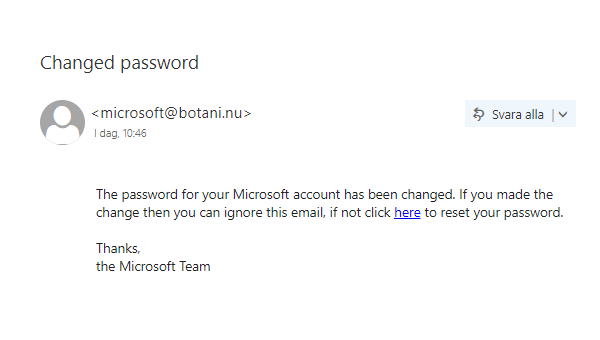 Changed password
<microsoft@botani.nu>
Svara alla
I dag, 10:46
The password for your Microsoft account has been changed. If you made the
change then you can ignore this email, if not click here to reset your password.
Thanks,
the Microsoft Team